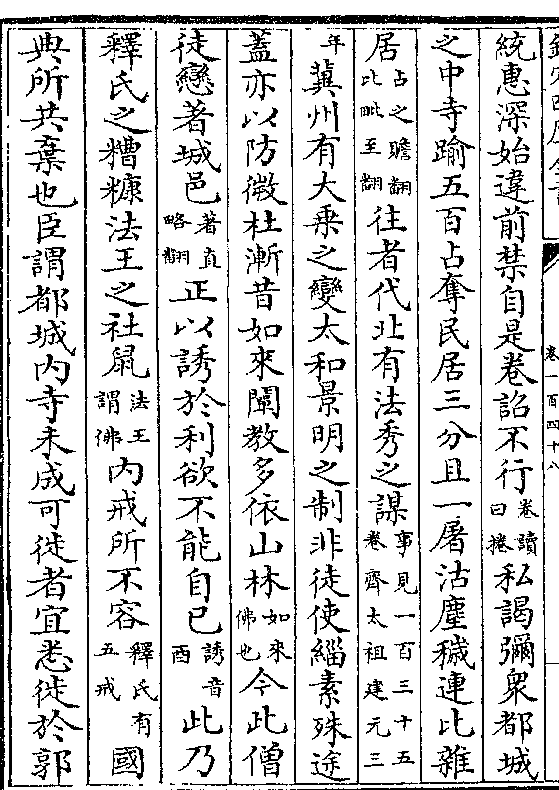 卷一百四十八
統惠深始違前禁自是卷詔不行卷讀曰捲私謁彌衆都城
之中寺踰五百占奪民居三分且一屠沽塵穢連比雜
居占之贍翻比毗至翻往者代北有法秀之謀事見一百三十五卷齊太祖建元三
年冀州有大乘之變太和景明之制非徒使緇素殊途
蓋亦以防微杜漸昔如來闡教多依山林如來佛也今此僧
徒戀著城邑著直略翻正以誘於利欲不能自已誘音酉此乃
釋氏之糟糠法王之社鼠法王謂佛内戒所不容釋氏有五戒國
典所共棄也臣謂都城内寺未成可徙者宜悉徙於郭